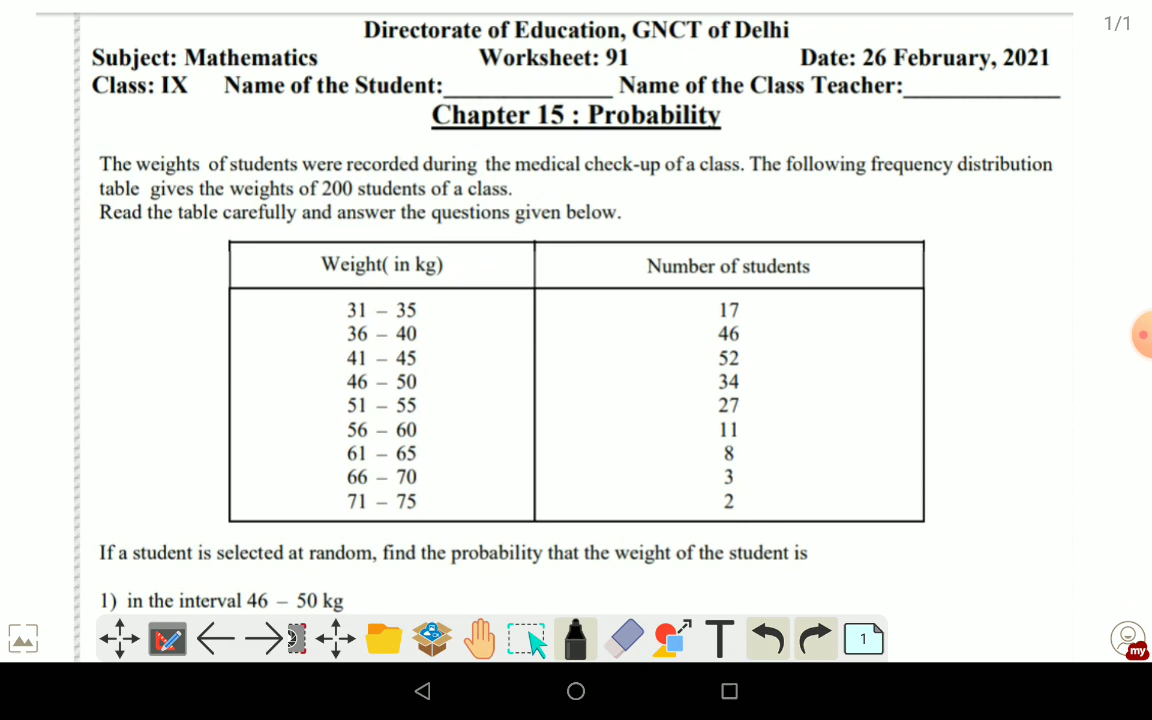 1/1
Directorate of Education, GNCT of Delhi
Subject: Mathematics Worksheet: 91 Date: 26 February, 2021
Class: IX Name of the Student:______________ Name of the Class Teacher:_____________
Chapter 15 : Probability
The weights of students were recorded during the medical check-up of a class. The following frequency distribution
table gives the weights of 200 students of a class.
Read the table carefully and answer the questions given below.
Weight( in kg) Number of students
31 – 35 17
36 – 40 46
41 – 45 52
46 – 50 34
51 – 55 27
56 – 60 11
61 – 65 8
66 – 70 3
71 – 75 2
If a student is selected at random, find the probability that the weight of the student is
1) in the interval 46 – 50 kg
T 1
my